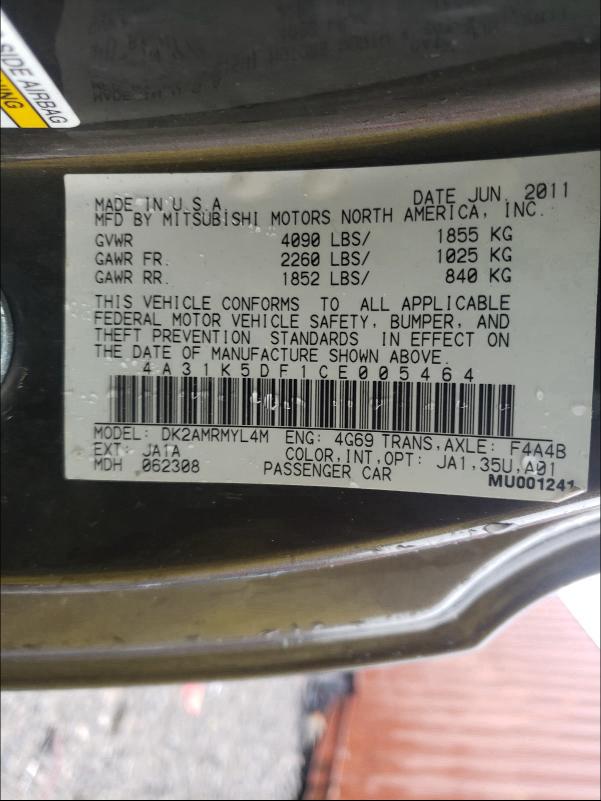 SIDE AIRBAG
NING
MADE IN U.S.A. DATE JUN, 2011
MFD BY MITSUBISHI MOTORS NORTH AMERICA, INC.
GVWR 4090 LBS/ 1855 KG
GAWR FR. 2260 LBS/ 1025 KG
GAWR RR. 1852 LBS/ 840 KG
THIS VEHICLE CONFORMS TO ALL APPLICABLE
FEDERAL MOTOR VEHICLE SAFETY, BUMPER, AND
THEFT PREVENTION STANDARDS IN EFFECT ON
THE DATE OF MANUFACTURE SHOWN ABOVE.
4A31K5DF1CE005464
MODEL: DK2AMRMYL4M ENG: 4G69 TRANS,AXLE: F4A4B
EXT: JA1A COLOR,INT,OPT: JA1,35U,A01
MDH 062308 PASSENGER CAR
MU001241